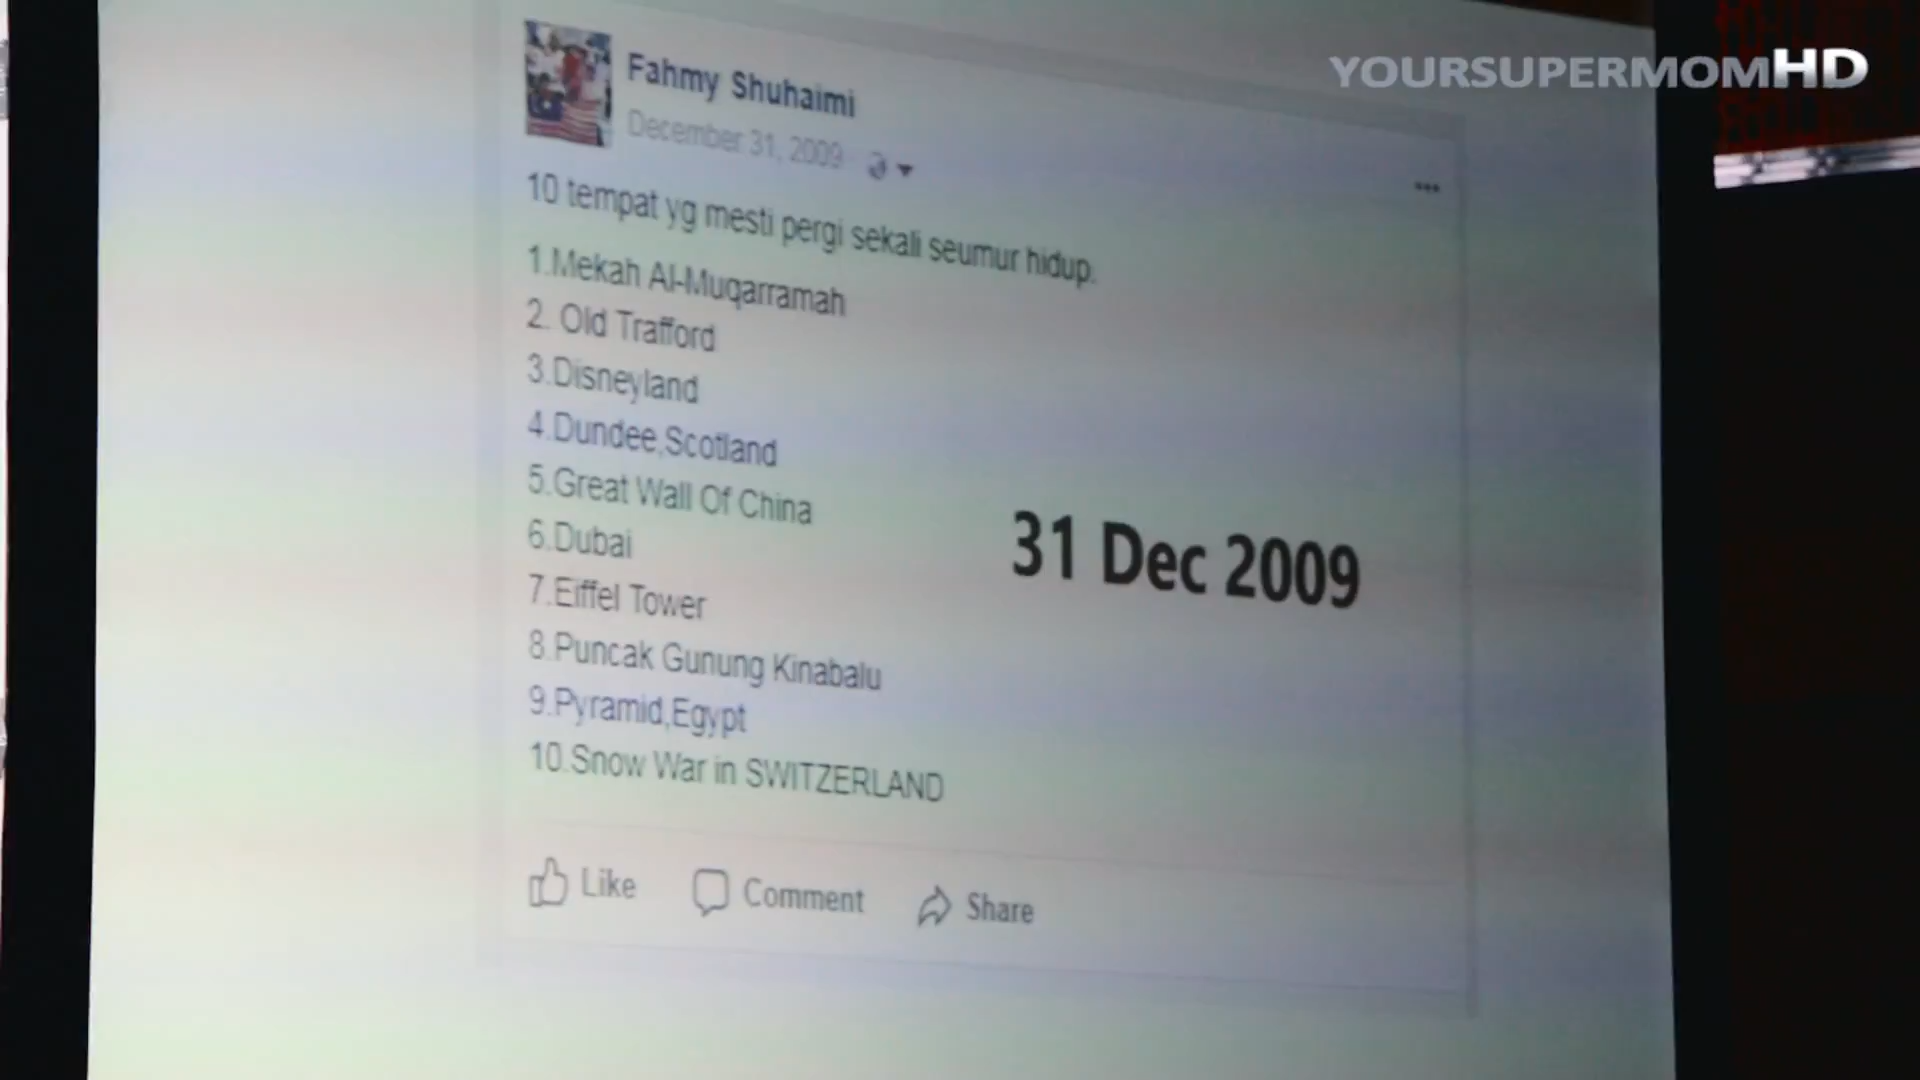 YOURSUPERMOMHD
Fahmy Shuhaimi
December 31, 2009
10 tempat yg mesti pergi sekali seumur hidup.
1.Mekah Al-Muqarramah
2. Old Trafford
3.Disneyland
4.Dundee,Scotland
5.Great Wall Of China
6.Dubai
7.Eiffel Tower
8.Puncak Gunung Kinabalu
9.Pyramid,Egypt
10.Snow War in SWITZERLAND
31 Dec 2009
Like Comment Share